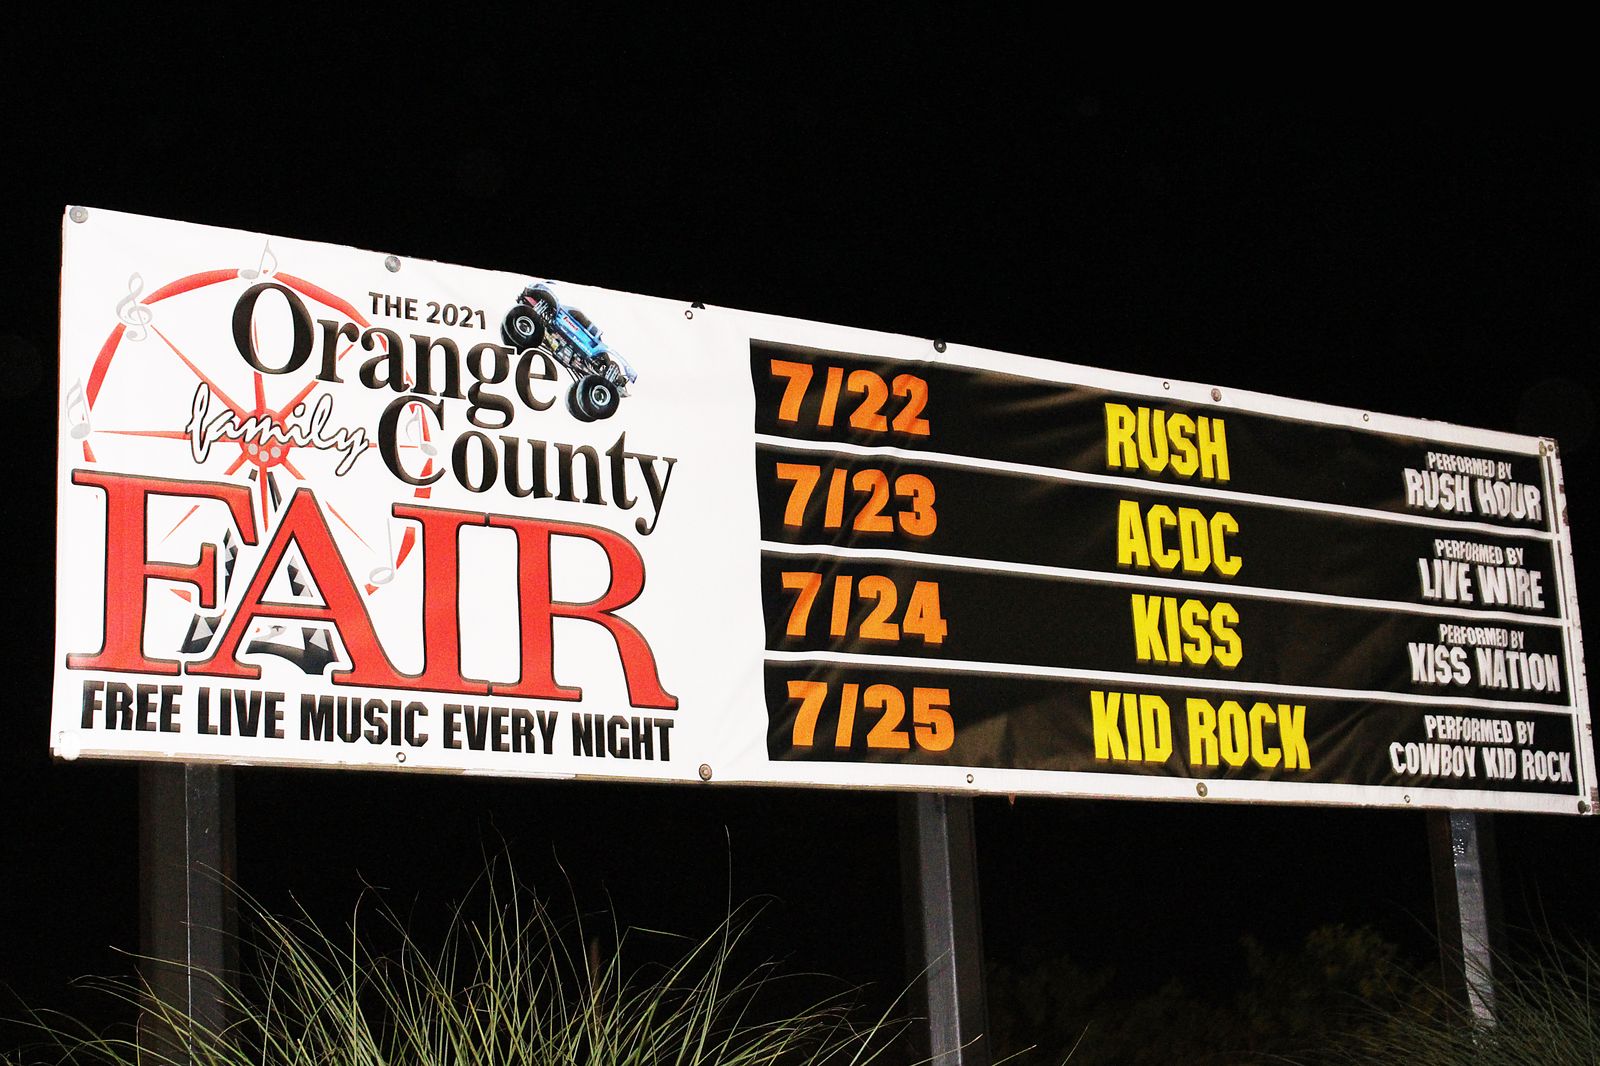 THE 2021
Orange
family County
FAIR
FREE LIVE MUSIC EVERY NIGHT
7/22 RUSH PERFORMED BY
RUSH HOUR
7/23 ACDC PERFORMED BY
LIVE WIRE
7/24 KISS PERFORMED BY
KISS NATION
7/25 KID ROCK PERFORMED BY
COWBOY KID ROCK